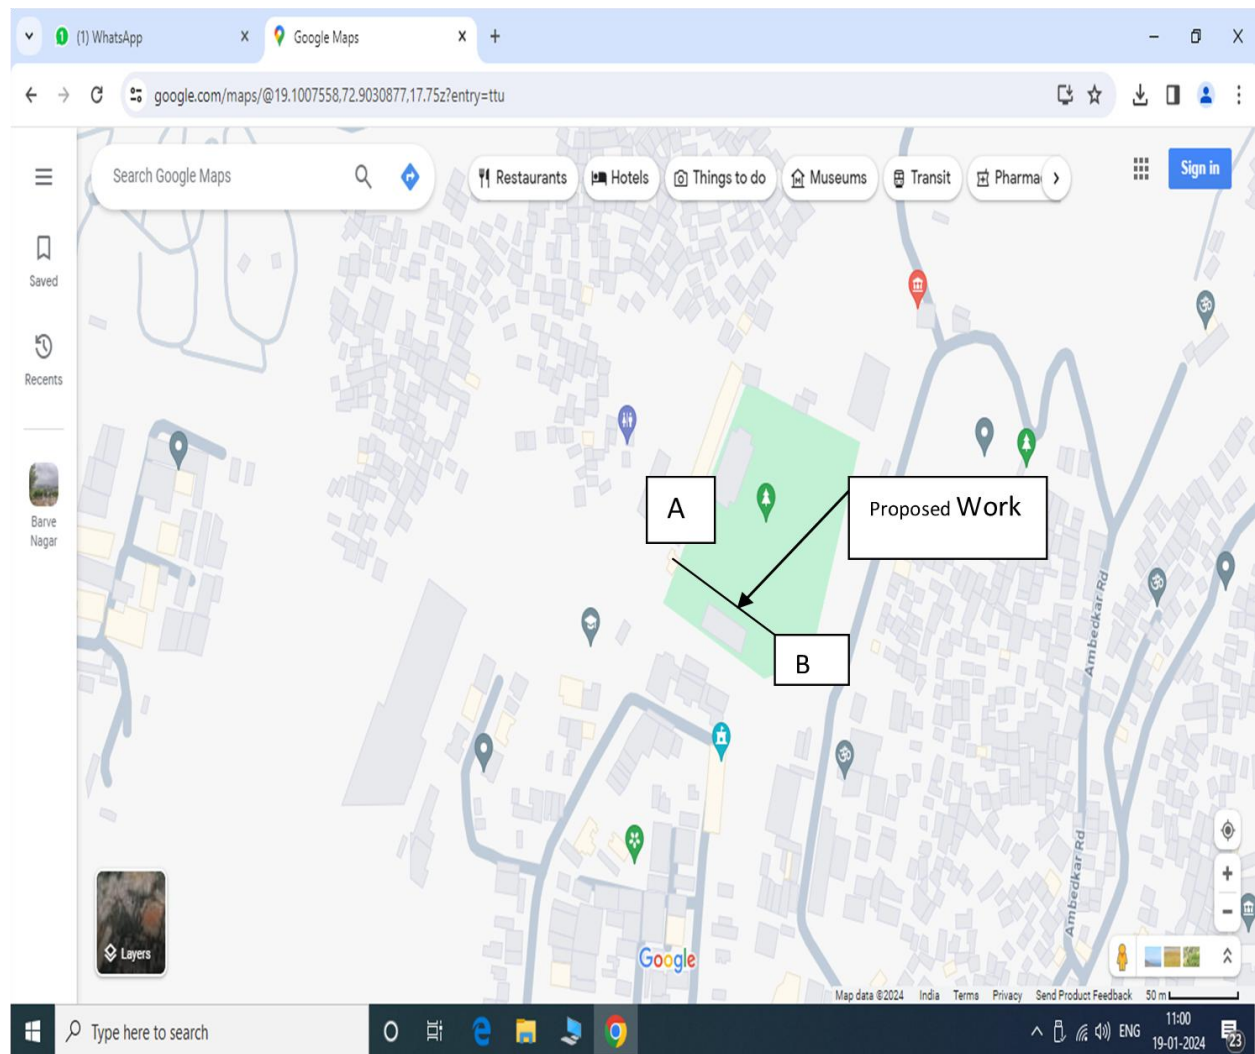 (1) WhatsApp
Google Maps
google.com/maps/@19.1007558,72.9030877,17.75z?entry=ttu
Search Google Maps
Restaurants
Hotels
Things to do
Museums
Transit
Pharma
Sign in
Saved
Recents
Barve
Nagar
A
Proposed Work
B
Ambedkar Rd
Ambedkar Rd
Layers
Google
Map data ©2024 India Terms Privacy Send Product Feedback 50 m
Type here to search
ENG
11:00
19-01-2024
23